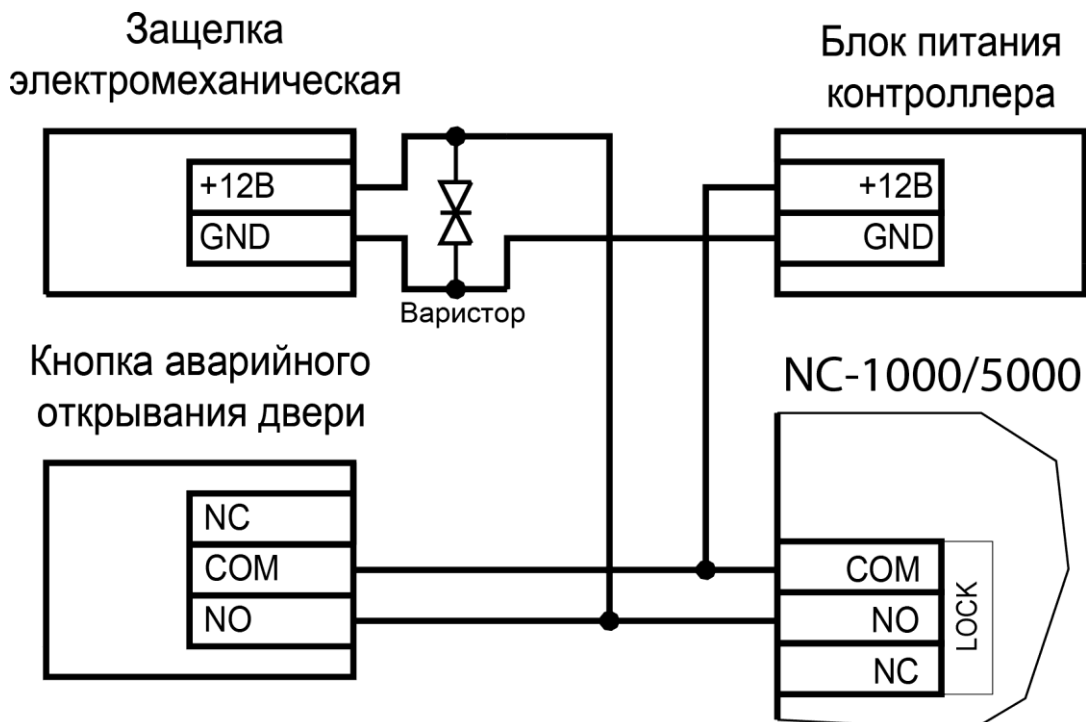 Защелка
электромеханическая
+12В
GND
Варистор
Блок питания
контроллера
+12В
GND
Кнопка аварийного
открывания двери
NC
COM
NO
NC-1000/5000
COM
NO
NC
LOCK